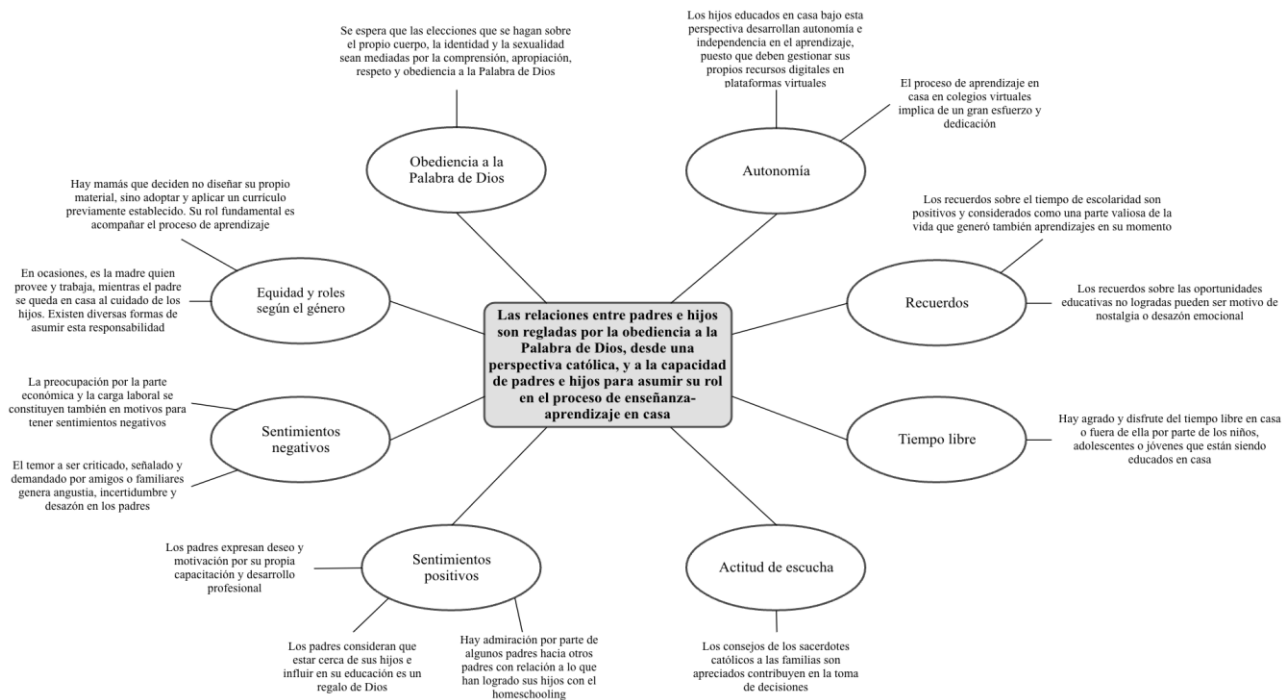 Se espera que las elecciones que se hagan sobre
el propio cuerpo, la identidad y la sexualidad
sean mediadas por la comprensión, apropiación,
respeto y obediencia a la Palabra de Dios
Los hijos educados en casa bajo esta
perspectiva desarrollan autonomía e
independencia en el aprendizaje,
puesto que deben gestionar sus
propios recursos digitales en
plataformas virtuales
El proceso de aprendizaje en
casa en colegios virtuales
implica de un gran esfuerzo y
dedicación
Obediencia a la
Palabra de Dios
Autonomía
Hay mamás que deciden no diseñar su propio
material, sino adoptar y aplicar un currículo
previamente establecido. Su rol fundamental es
acompañar el proceso de aprendizaje
Los recuerdos sobre el tiempo de escolaridad son
positivos y considerados como una parte valiosa de la
vida que generó también aprendizajes en su momento
En ocasiones, es la madre quien
provee y trabaja, mientras el padre
se queda en casa al cuidado de los
hijos. Existen diversas formas de
asumir esta responsabilidad
Equidad y roles
según el género
Recuerdos
Los recuerdos sobre las oportunidades
educativas no logradas pueden ser motivo de
nostalgia o desazón emocional
Las relaciones entre padres e hijos
son regladas por la obediencia a la
Palabra de Dios, desde una
perspectiva católica, y a la capacidad
de padres e hijos para asumir su rol
en el proceso de enseñanza-
aprendizaje en casa
La preocupación por la parte
económica y la carga laboral se
constituyen también en motivos para
tener sentimientos negativos
Sentimientos
negativos
Tiempo libre
Hay agrado y disfrute del tiempo libre en casa
o fuera de ella por parte de los niños,
adolescentes o jóvenes que están siendo
educados en casa
El temor a ser criticado, señalado y
demandado por amigos o familiares
genera angustia, incertidumbre y
desazón en los padres
Los padres expresan deseo y
motivación por su propia
capacitación y desarrollo
profesional
Sentimientos
positivos
Actitud de escucha
Los padres consideran que
estar cerca de sus hijos e
influir en su educación es un
regalo de Dios
Hay admiración por parte de
algunos padres hacia otros
padres con relación a lo que
han logrado sus hijos con el
homeschooling
Los consejos de los sacerdotes
católicos a las familias son
apreciados contribuyen en la toma
de decisiones